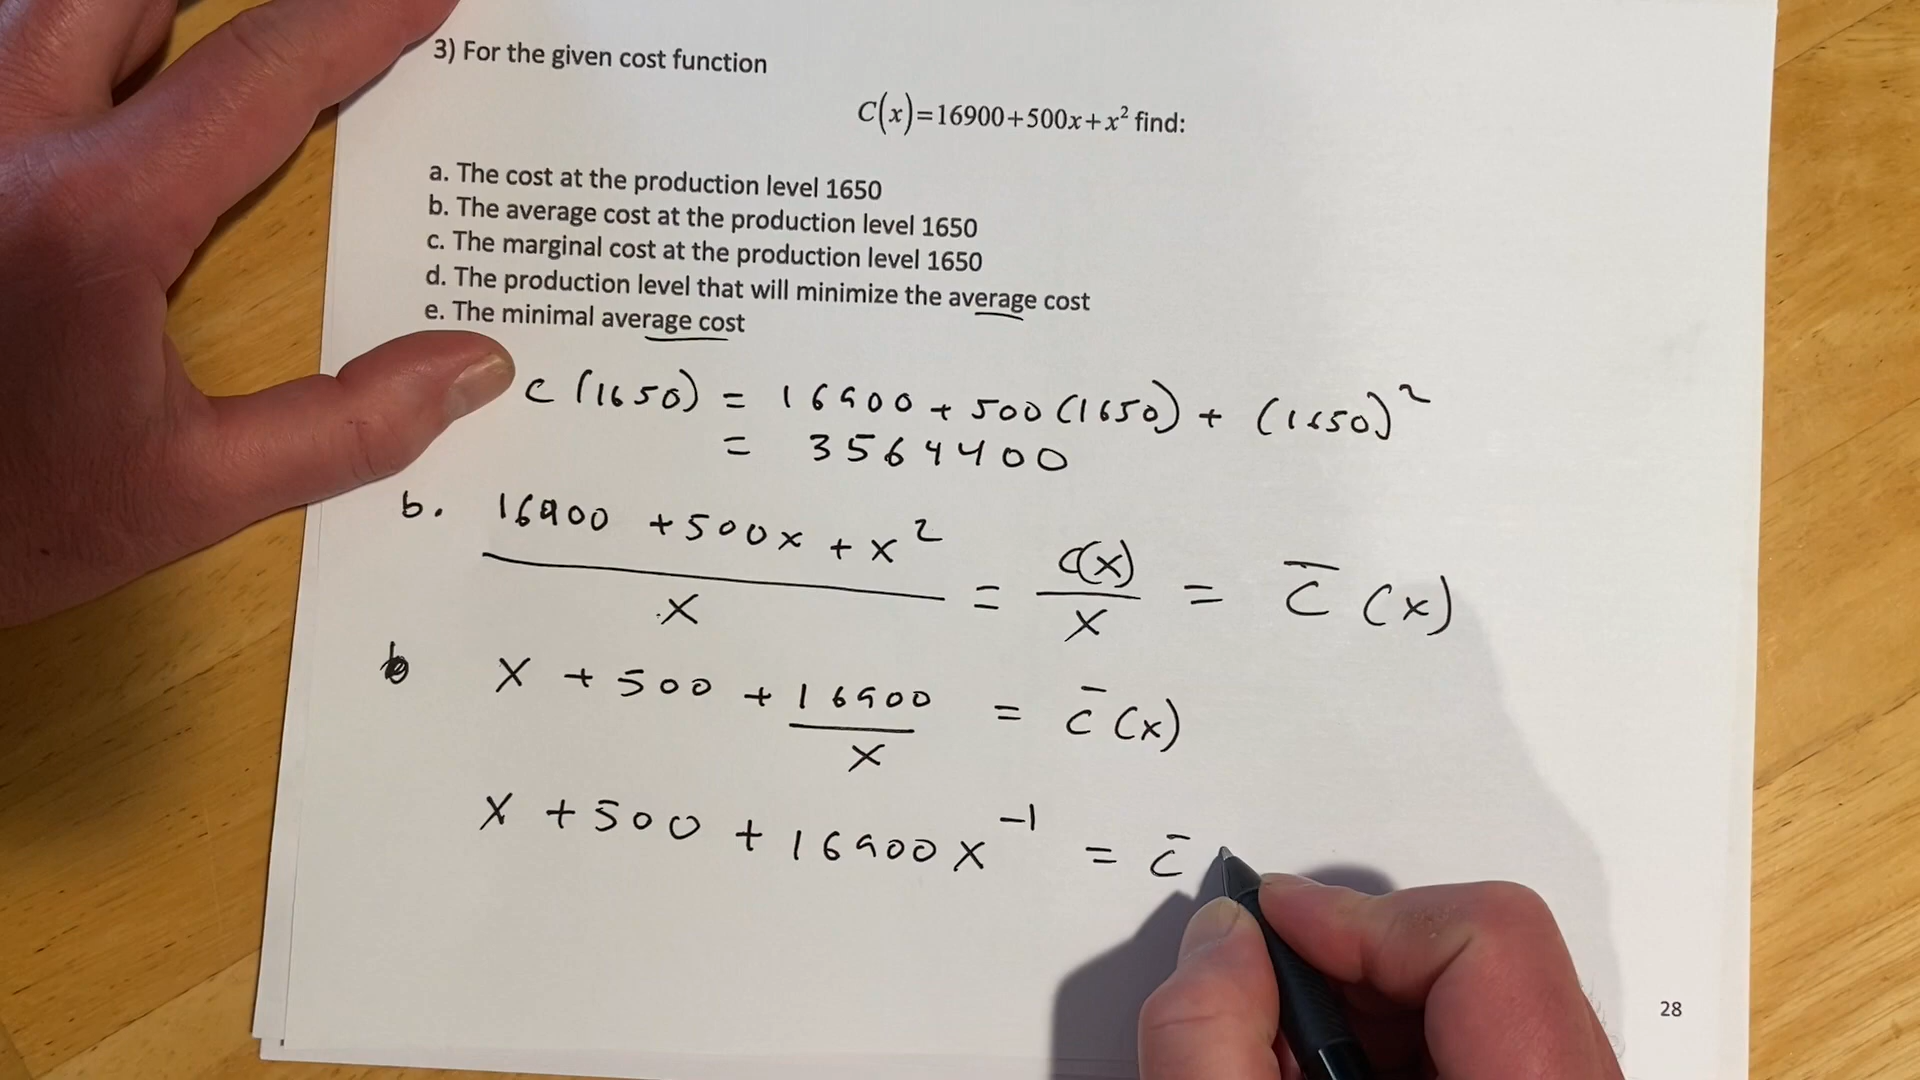 3) For the given cost function
C(x)=16900+500x+x² find:
a. The cost at the production level 1650
b. The average cost at the production level 1650
c. The marginal cost at the production level 1650
d. The production level that will minimize the average cost
e. The minimal average cost
C (1650) = 16900 + 500 (1650) + (1650)²
= 3564400
b. (16900 + 500x + x²)/x = C(x)/x = C̄ (x)
b x + 500 + 16900/x = C̄ (x)
x + 500 + 16900 x⁻¹ = C̄
28